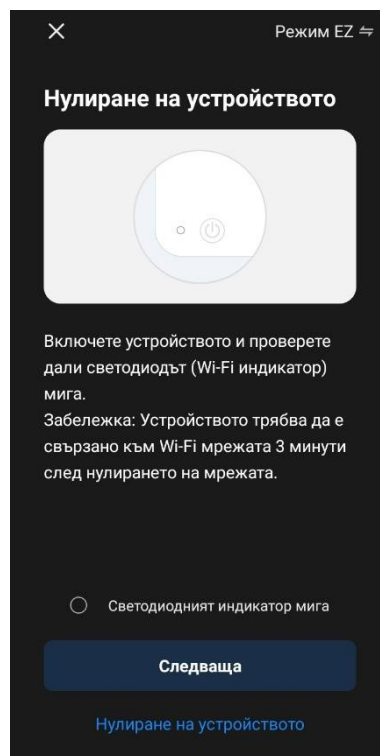 Режим EZ ⇋
Нулиране на устройството
Включете устройството и проверете
дали светодиодът (Wi-Fi индикатор)
мига.
Забележка: Устройството трябва да е
свързано към Wi-Fi мрежата 3 минути
след нулирането на мрежата.
Светодиодният индикатор мига
Следваща
Нулиране на устройството